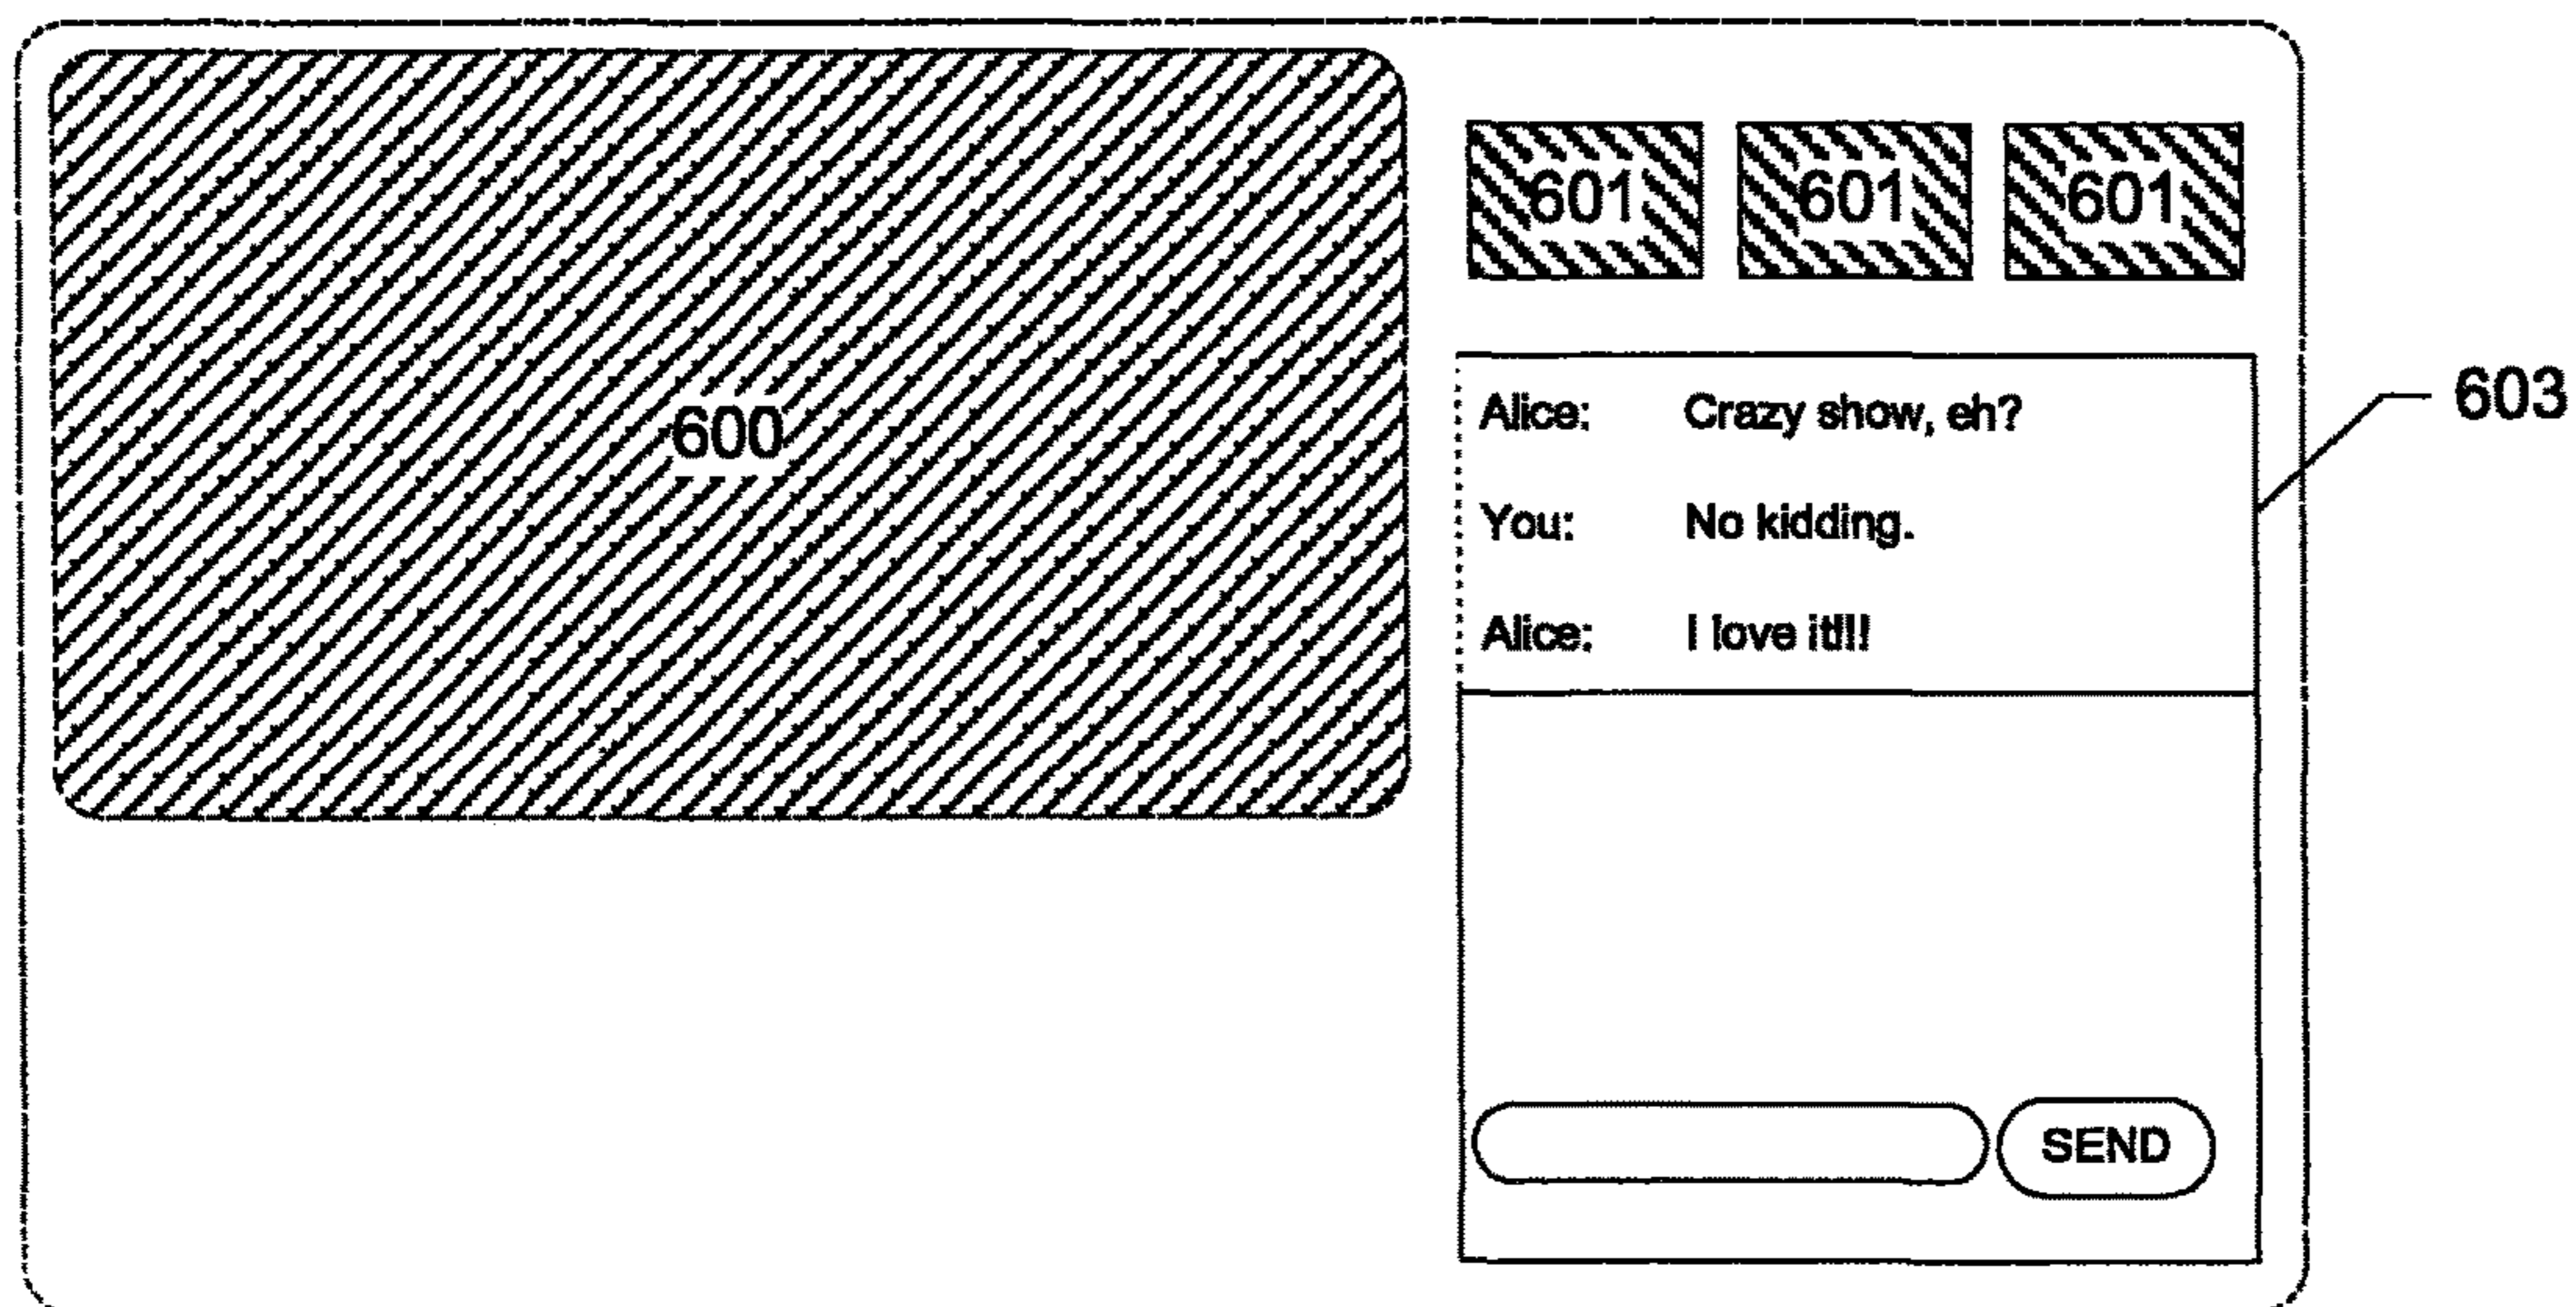 600
601 601 601
603
Alice: Crazy show, eh?
You: No kidding.
Alice: I love it!!!
SEND